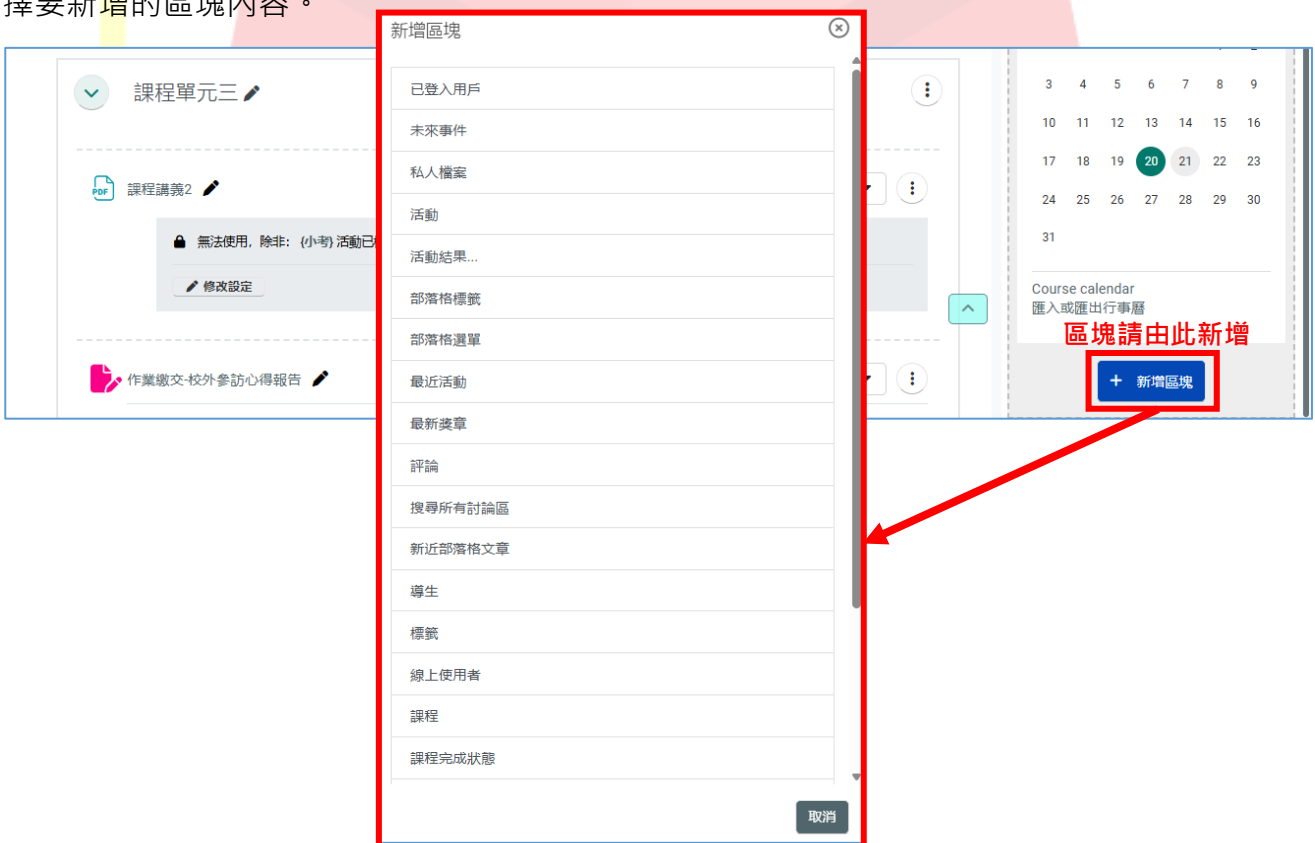 擇要新增的區塊內容。
新增區塊
已登入用戶
未來事件
私人檔案
活動
活動結果...
部落格標籤
部落格選單
最近活動
最新獎章
評論
搜尋所有討論區
新近部落格文章
導生
標籤
線上使用者
課程
課程完成狀態
取消
課程單元三
PDF 課程講義2
無法使用, 除非: (小考) 活動已
修改設定
作業繳交-校外參訪心得報告
3 4 5 6 7 8 9
10 11 12 13 14 15 16
17 18 19 20 21 22 23
24 25 26 27 28 29 30
31
Course calendar
匯入或匯出行事曆
區塊請由此新增
+ 新增區塊